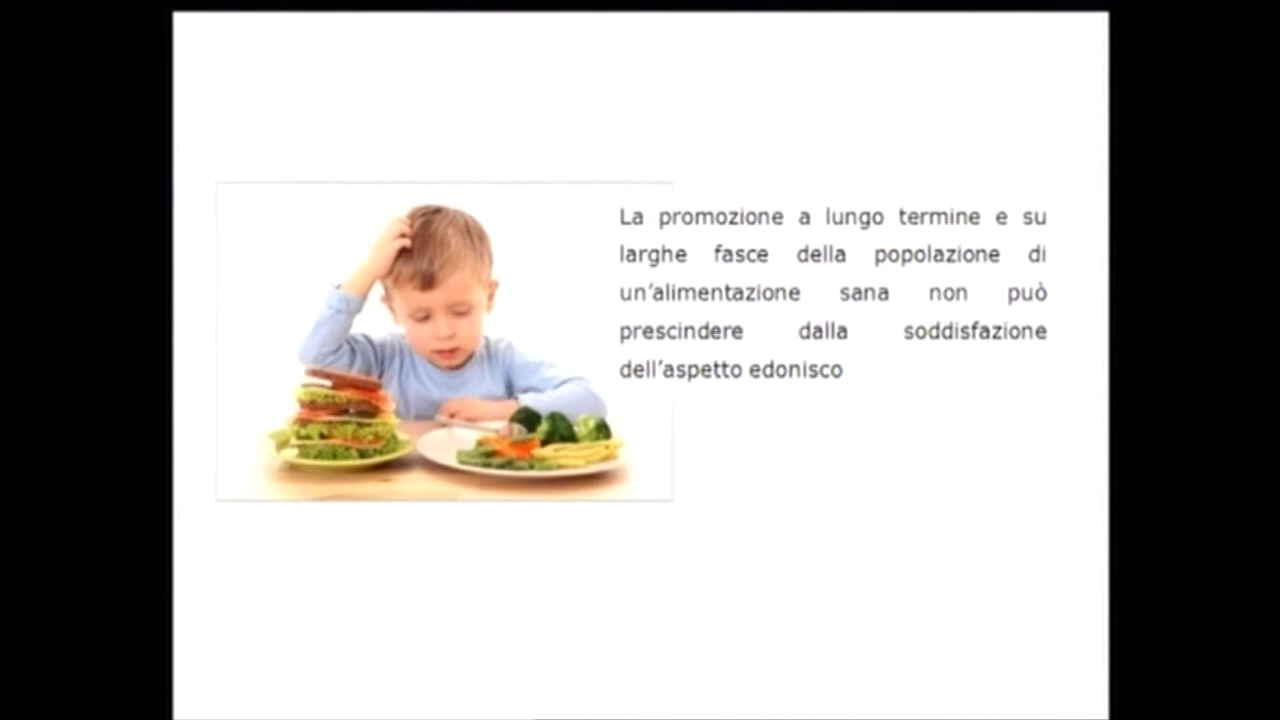 La promozione a lungo termine e su
larghe fasce della popolazione di
un’alimentazione sana non può
prescindere dalla soddisfazione
dell’aspetto edonisco